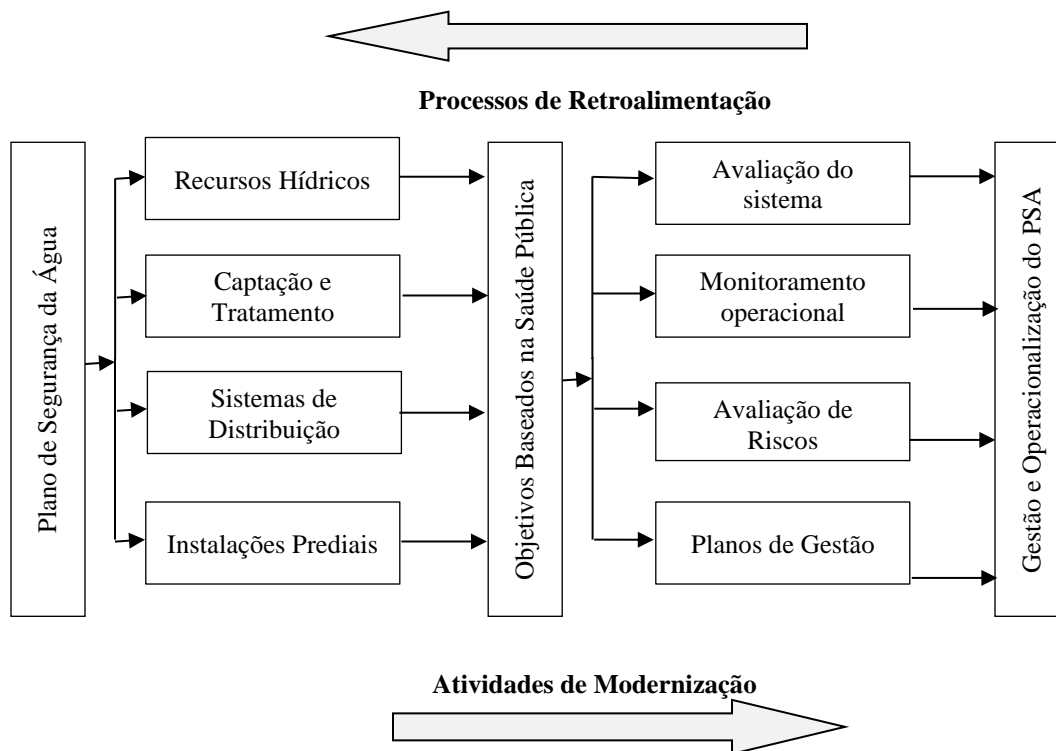 Processos de Retroalimentação
Plano de Segurança da Água
Recursos Hídricos
Captação e
Tratamento
Sistemas de
Distribuição
Instalações Prediais
Objetivos Baseados na Saúde Pública
Avaliação do
sistema
Monitoramento
operacional
Avaliação de
Riscos
Planos de Gestão
Gestão e Operacionalização do PSA
Atividades de Modernização